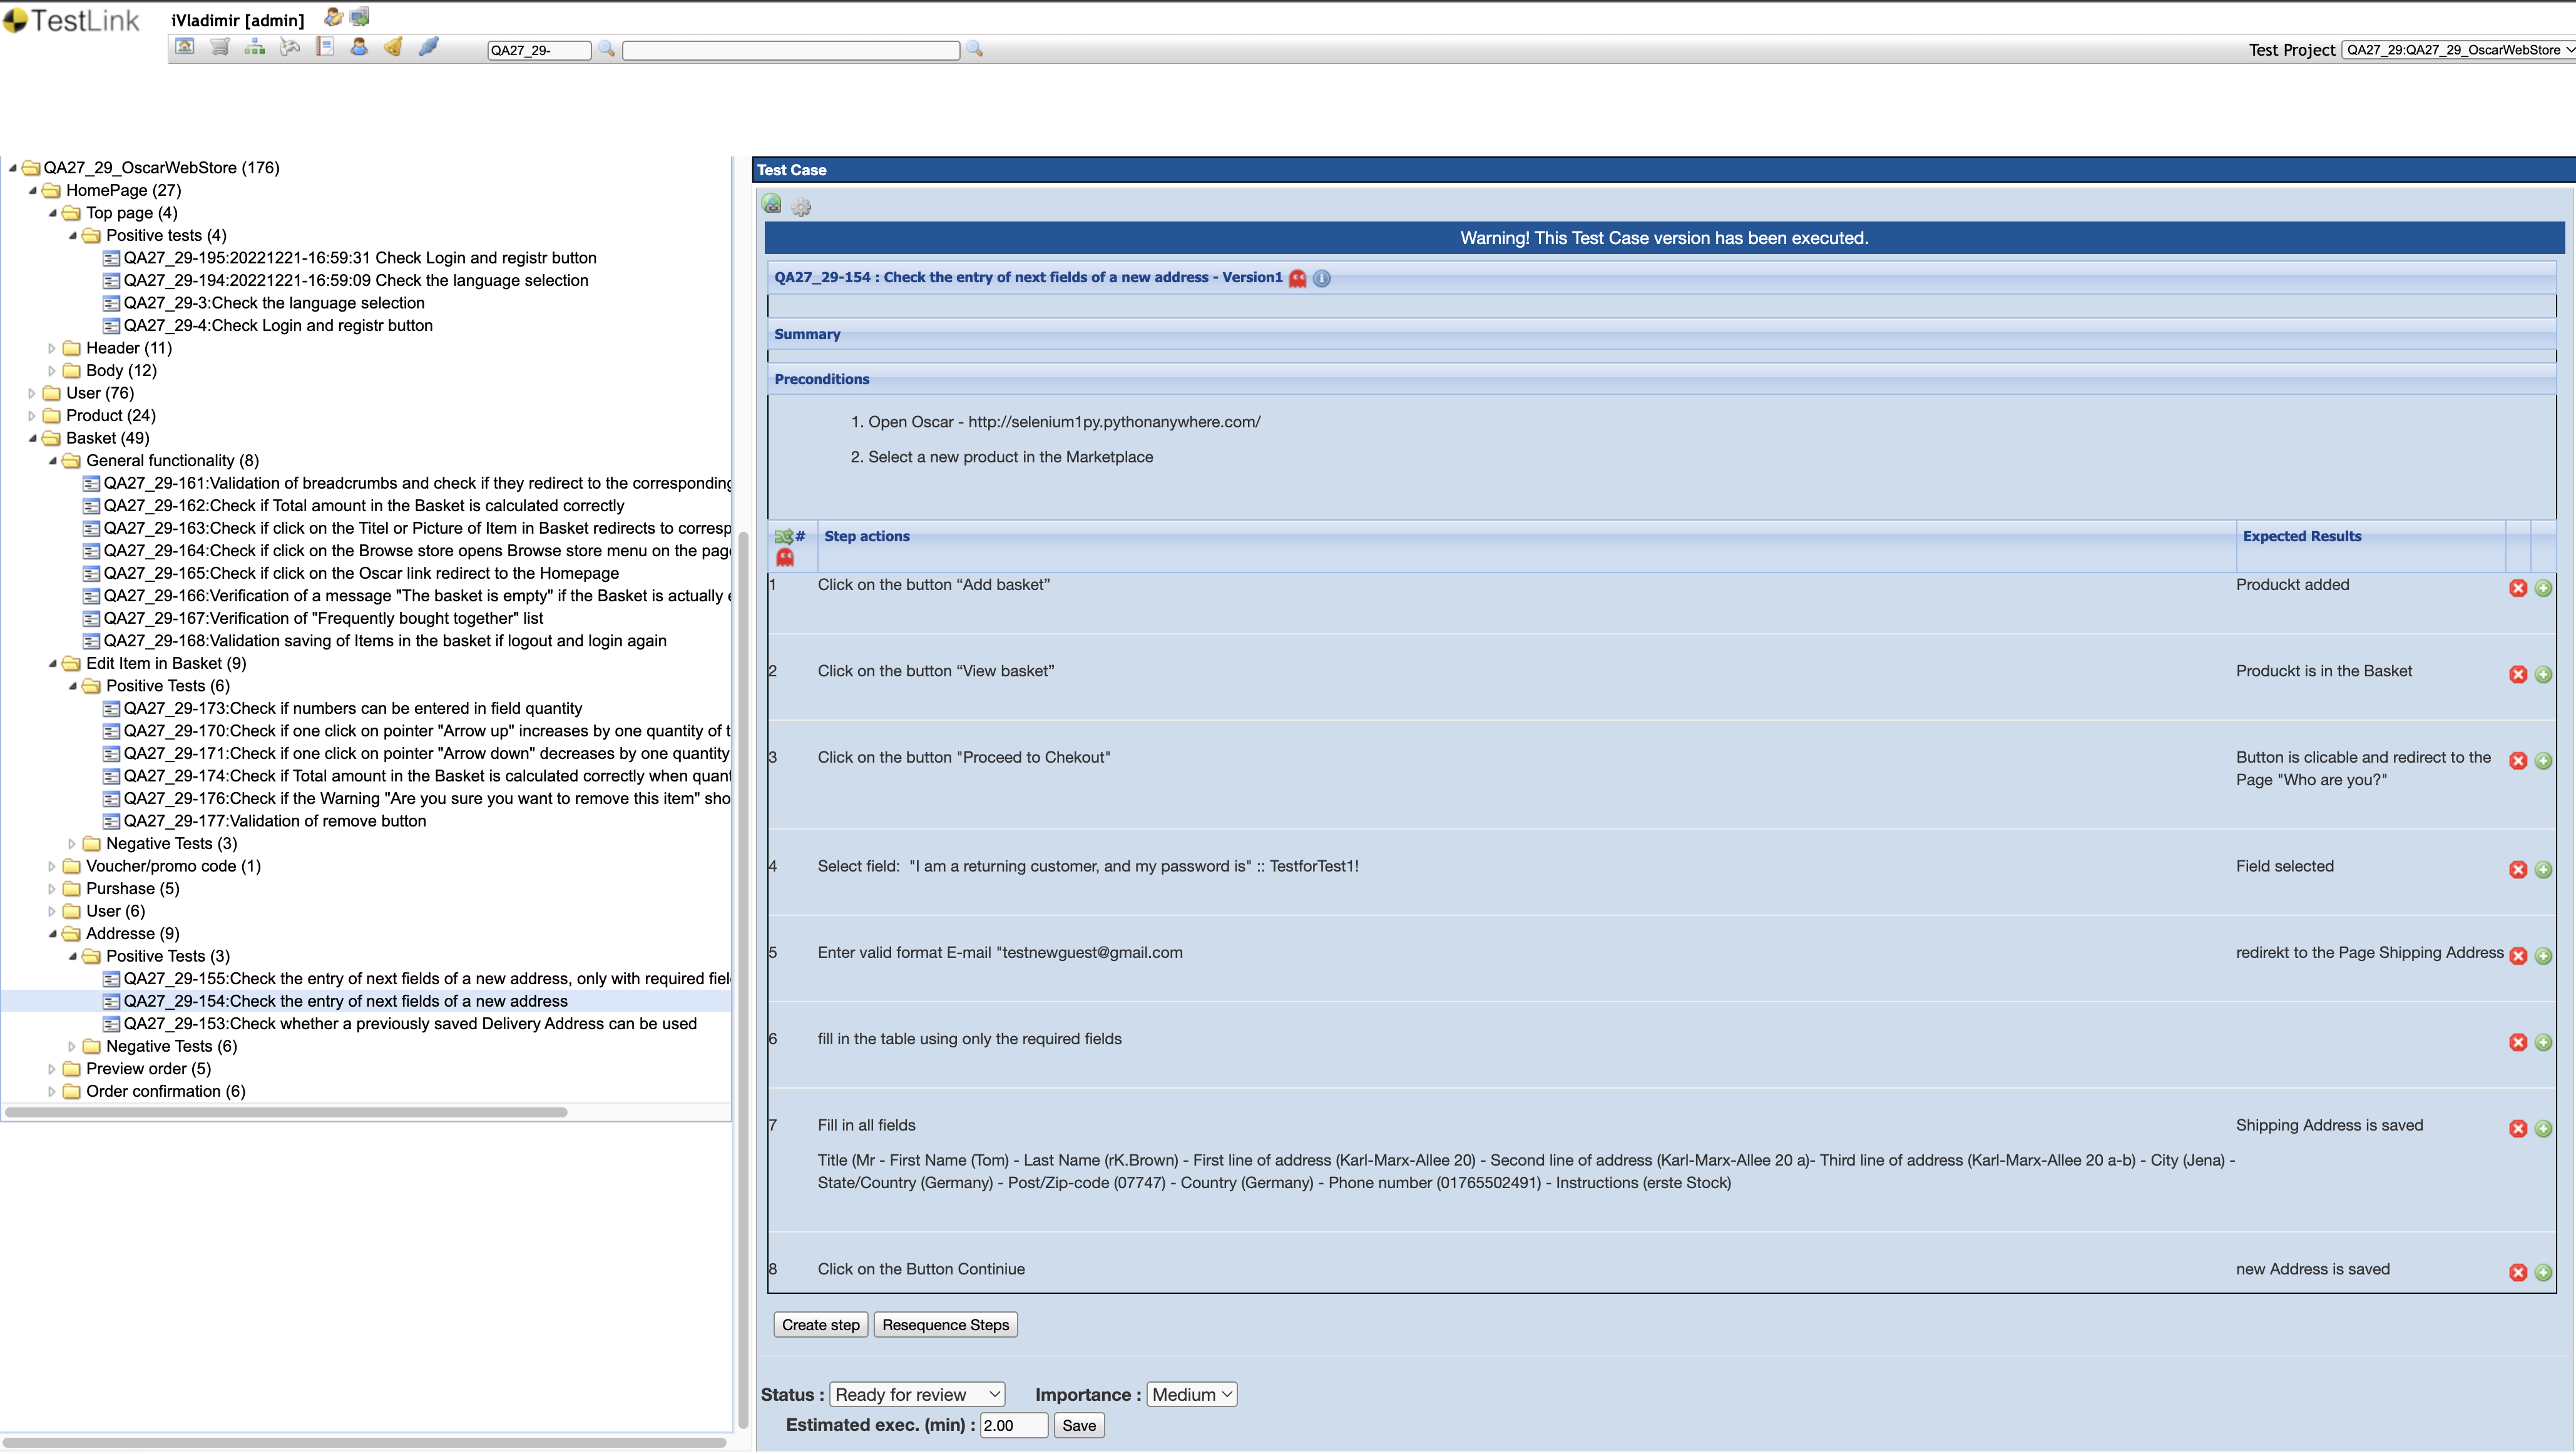 TestLink
iVladimir [admin]
QA27_29-
Test Project QA27_29:QA27_29_OscarWebStore
QA27_29_OscarWebStore (176)
HomePage (27)
Top page (4)
Positive tests (4)
QA27_29-195:20221221-16:59:31 Check Login and registr button
QA27_29-194:20221221-16:59:09 Check the language selection
QA27_29-3:Check the language selection
QA27_29-4:Check Login and registr button
Header (11)
Body (12)
User (76)
Product (24)
Basket (49)
General functionality (8)
QA27_29-161:Validation of breadcrumbs and check if they redirect to the corresponding
QA27_29-162:Check if Total amount in the Basket is calculated correctly
QA27_29-163:Check if click on the Titel or Picture of Item in Basket redirects to corresp
QA27_29-164:Check if click on the Browse store opens Browse store menu on the pag
QA27_29-165:Check if click on the Oscar link redirect to the Homepage
QA27_29-166:Verification of a message "The basket is empty" if the Basket is actually
QA27_29-167:Verification of "Frequently bought together" list
QA27_29-168:Validation saving of Items in the basket if logout and login again
Edit Item in Basket (9)
Positive Tests (6)
QA27_29-173:Check if numbers can be entered in field quantity
QA27_29-170:Check if one click on pointer "Arrow up" increases by one quantity of t
QA27_29-171:Check if one click on pointer "Arrow down" decreases by one quantity
QA27_29-174:Check if Total amount in the Basket is calculated correctly when quant
QA27_29-176:Check if the Warning "Are you sure you want to remove this item" sho
QA27_29-177:Validation of remove button
Negative Tests (3)
Voucher/promo code (1)
Purshase (5)
User (6)
Addresse (9)
Positive Tests (3)
QA27_29-155:Check the entry of next fields of a new address, only with required fiel
QA27_29-154:Check the entry of next fields of a new address
QA27_29-153:Check whether a previously saved Delivery Address can be used
Negative Tests (6)
Preview order (5)
Order confirmation (6)
Test Case
Warning! This Test Case version has been executed.
QA27_29-154 : Check the entry of next fields of a new address - Version1
Summary
Preconditions
1. Open Oscar - http://selenium1py.pythonanywhere.com/
2. Select a new product in the Marketplace
# Step actions Expected Results
1 Click on the button “Add basket” Produckt added
2 Click on the button “View basket” Produckt is in the Basket
3 Click on the button "Proceed to Chekout" Button is clicable and redirect to the
Page "Who are you?"
4 Select field: "I am a returning customer, and my password is" :: TestforTest1! Field selected
5 Enter valid format E-mail "testnewguest@gmail.com redirekt to the Page Shipping Address
6 fill in the table using only the required fields
7 Fill in all fields Shipping Address is saved
Title (Mr - First Name (Tom) - Last Name (rK.Brown) - First line of address (Karl-Marx-Allee 20) - Second line of address (Karl-Marx-Allee 20 a)- Third line of address (Karl-Marx-Allee 20 a-b) - City (Jena) -
State/Country (Germany) - Post/Zip-code (07747) - Country (Germany) - Phone number (01765502491) - Instructions (erste Stock)
8 Click on the Button Continiue new Address is saved
Create step Resequence Steps
Status : Ready for review Importance : Medium
Estimated exec. (min) : 2.00 Save